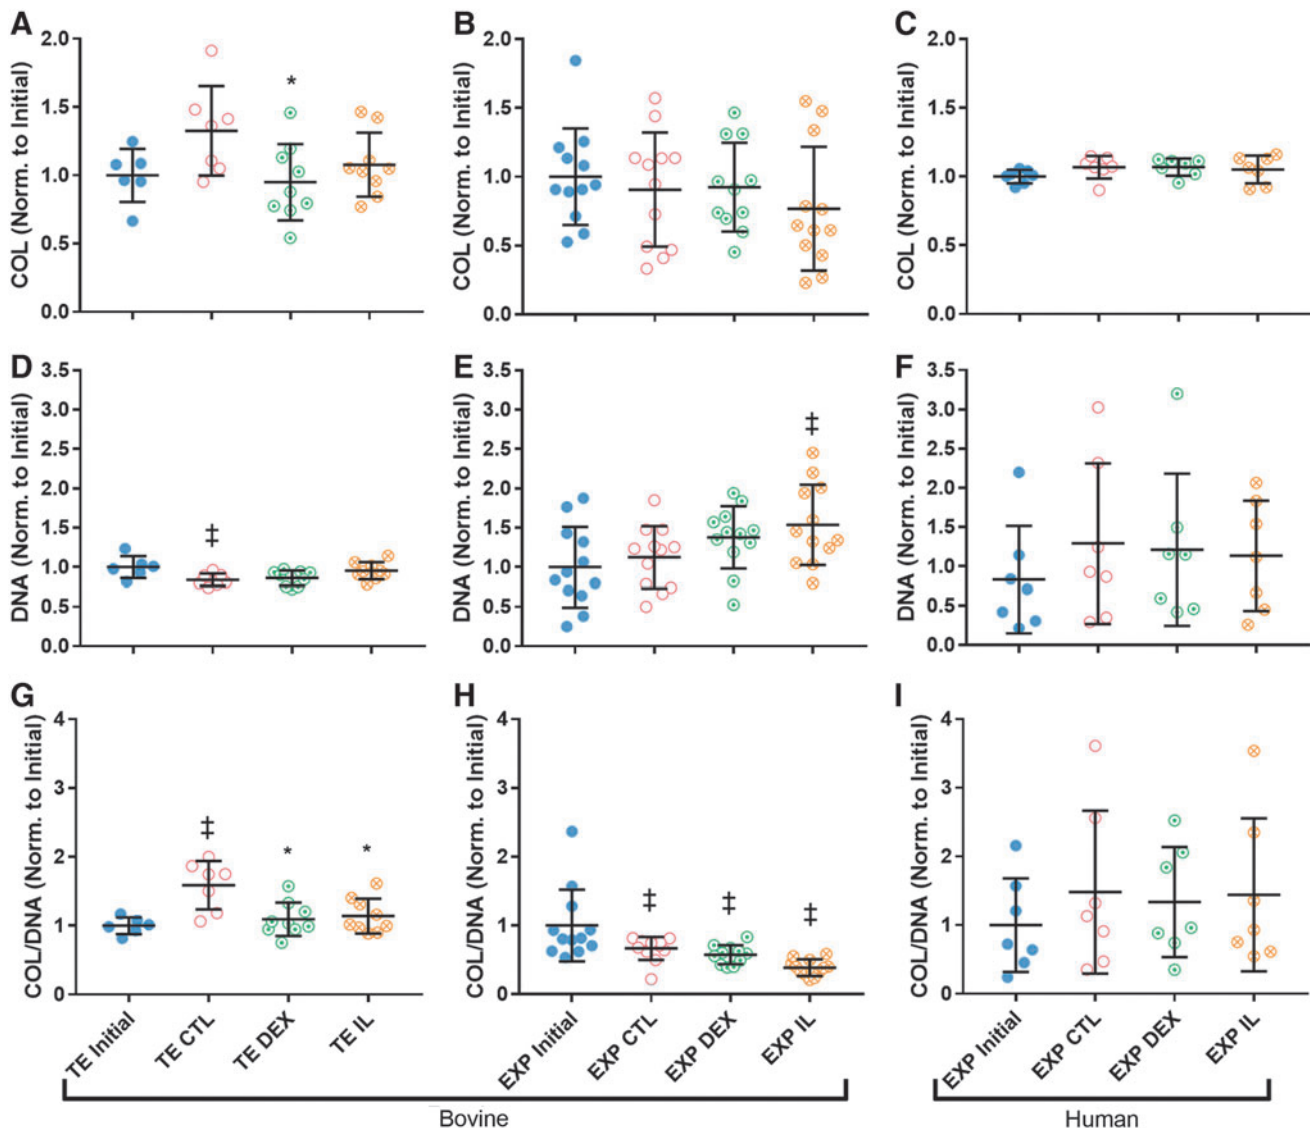 A
B
C
COL (Norm. to Initial)
2.0
1.5
1.0
0.5
0.0
*
COL (Norm. to Initial)
2.0
1.5
1.0
0.5
0.0
COL (Norm. to Initial)
2.0
1.5
1.0
0.5
0.0
D
E
F
DNA (Norm. to Initial)
3.5
3.0
2.5
2.0
1.5
1.0
0.5
0.0
‡
DNA (Norm. to Initial)
3.5
3.0
2.5
2.0
1.5
1.0
0.5
0.0
‡
DNA (Norm. to Initial)
3.5
3.0
2.5
2.0
1.5
1.0
0.5
0.0
G
H
I
COL/DNA (Norm. to Initial)
4
3
2
1
0
‡
*
*
COL/DNA (Norm. to Initial)
4
3
2
1
0
‡
‡
‡
COL/DNA (Norm. to Initial)
4
3
2
1
0
TE Initial
TE CTL
TE DEX
TE IL
EXP Initial
EXP CTL
EXP DEX
EXP IL
EXP Initial
EXP CTL
EXP DEX
EXP IL
Bovine
Human